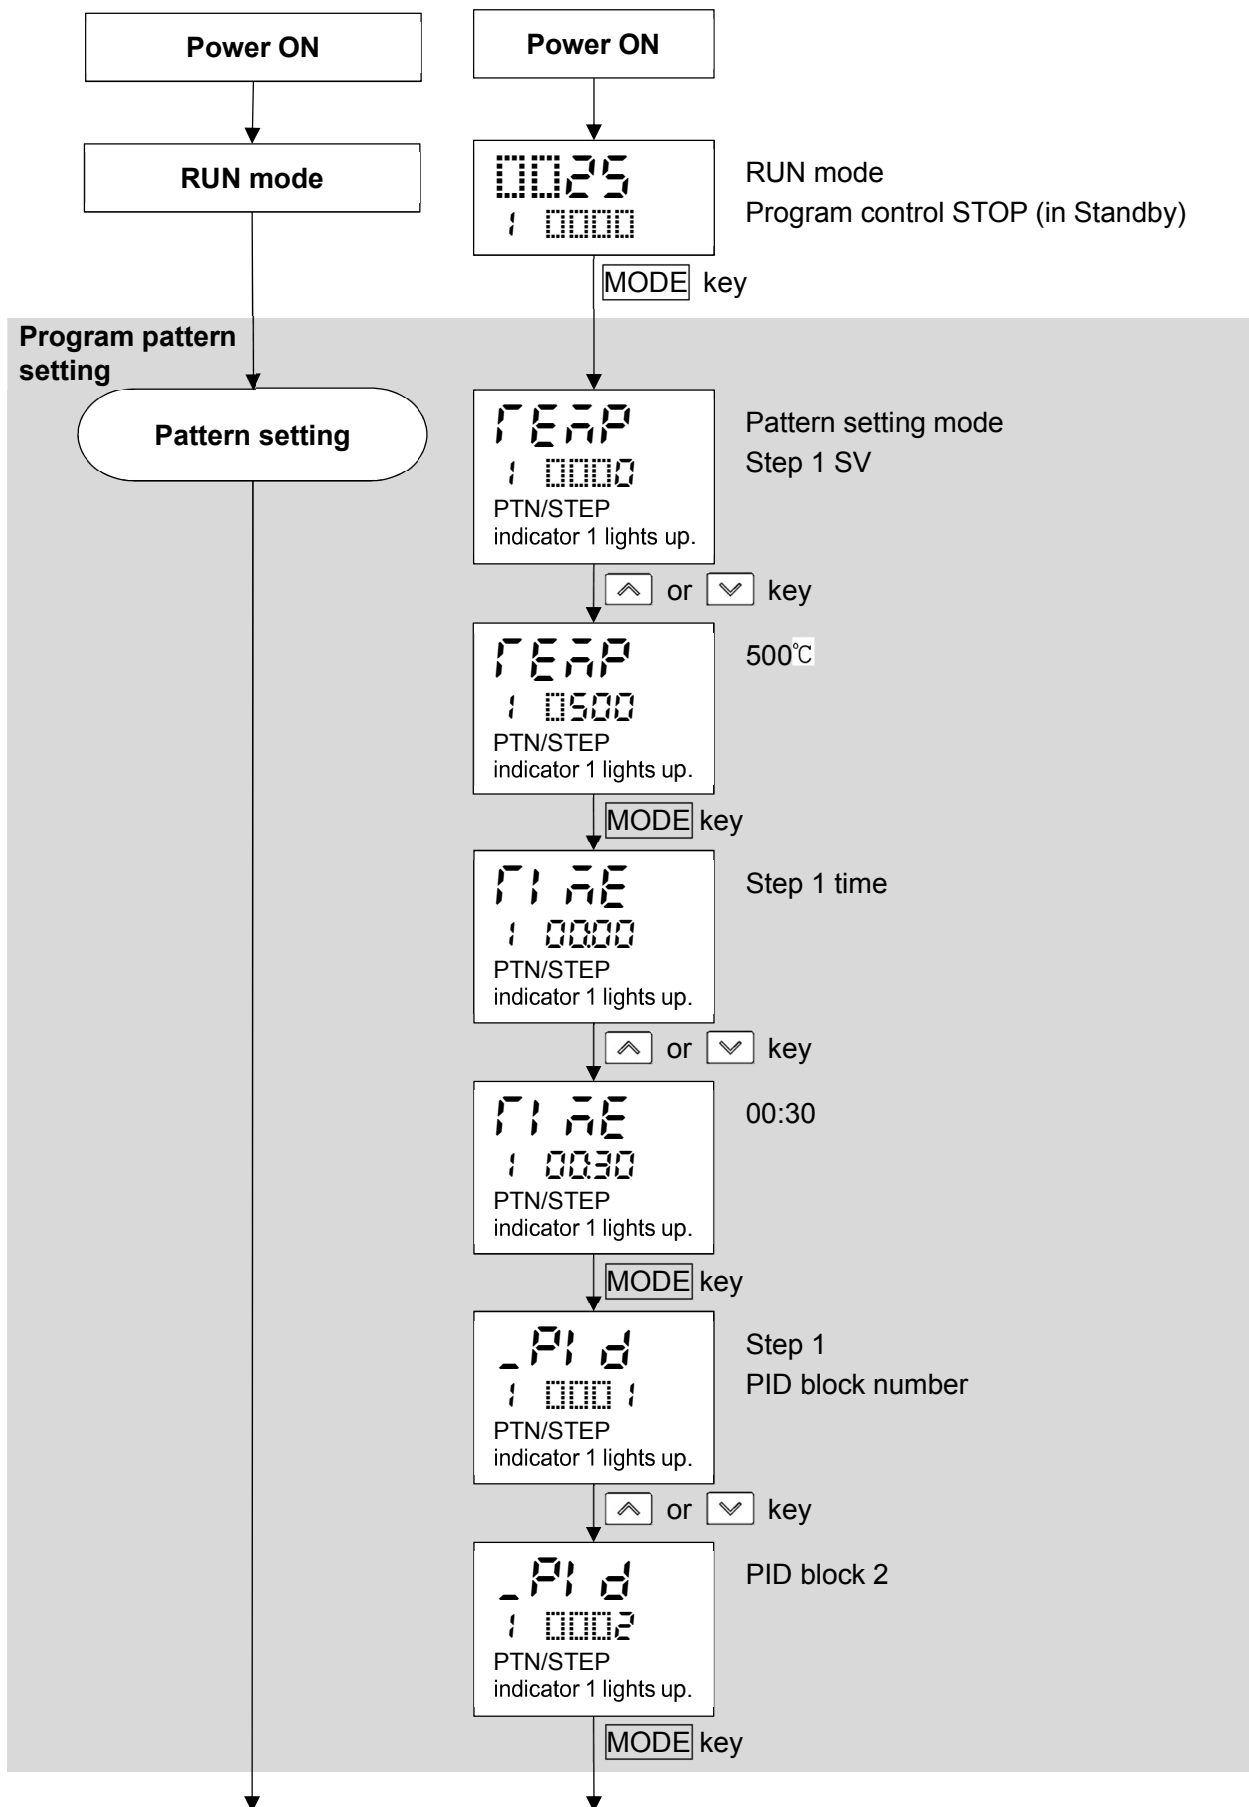 Power ON
Power ON
RUN mode
0025
1 0000
RUN mode
Program control STOP (in Standby)
MODE key
Program pattern
setting
Pattern setting
TEMP
1 0000
PTN/STEP
indicator 1 lights up.
Pattern setting mode
Step 1 SV
or key
TEMP
1 0500
PTN/STEP
indicator 1 lights up.
500℃
MODE key
TIME
1 00.00
PTN/STEP
indicator 1 lights up.
Step 1 time
or key
TIME
1 00.30
PTN/STEP
indicator 1 lights up.
00:30
MODE key
_PId
1 0001
PTN/STEP
indicator 1 lights up.
Step 1
PID block number
or key
_PId
1 0002
PTN/STEP
indicator 1 lights up.
PID block 2
MODE key